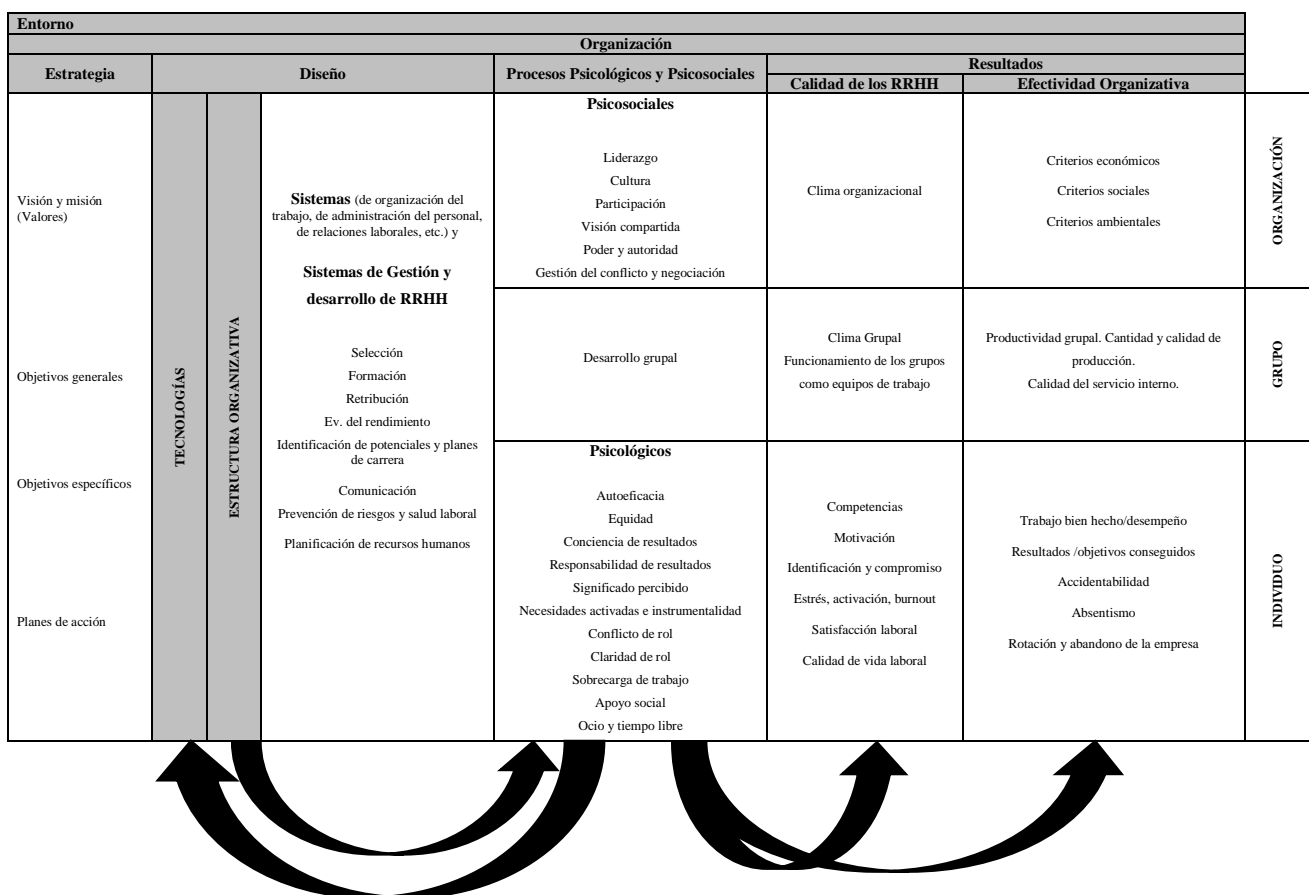 Entorno
Organización
Estrategia
Diseño
Procesos Psicológicos y Psicosociales
Resultados
Calidad de los RRHH
Efectividad Organizativa
Visión y misión
(Valores)
Objetivos generales
Objetivos específicos
Planes de acción
TECNOLOGÍAS
ESTRUCTURA ORGANIZATIVA
Sistemas (de organización del
trabajo, de administración del personal,
de relaciones laborales, etc.) y
Sistemas de Gestión y
desarrollo de RRHH
Selección
Formación
Retribución
Ev. del rendimiento
Identificación de potenciales y planes
de carrera
Comunicación
Prevención de riesgos y salud laboral
Planificación de recursos humanos
Psicosociales
Liderazgo
Cultura
Participación
Visión compartida
Poder y autoridad
Gestión del conflicto y negociación
Clima organizacional
Criterios económicos
Criterios sociales
Criterios ambientales
ORGANIZACIÓN
Desarrollo grupal
Clima Grupal
Funcionamiento de los grupos
como equipos de trabajo
Productividad grupal. Cantidad y calidad de
producción.
Calidad del servicio interno.
GRUPO
Psicológicos
Autoeficacia
Equidad
Conciencia de resultados
Responsabilidad de resultados
Significado percibido
Necesidades activadas e instrumentalidad
Conflicto de rol
Claridad de rol
Sobrecarga de trabajo
Apoyo social
Ocio y tiempo libre
Competencias
Motivación
Identificación y compromiso
Estrés, activación, burnout
Satisfacción laboral
Calidad de vida laboral
Trabajo bien hecho/desempeño
Resultados /objetivos conseguidos
Accidentabilidad
Absentismo
Rotación y abandono de la empresa
INDIVIDUO